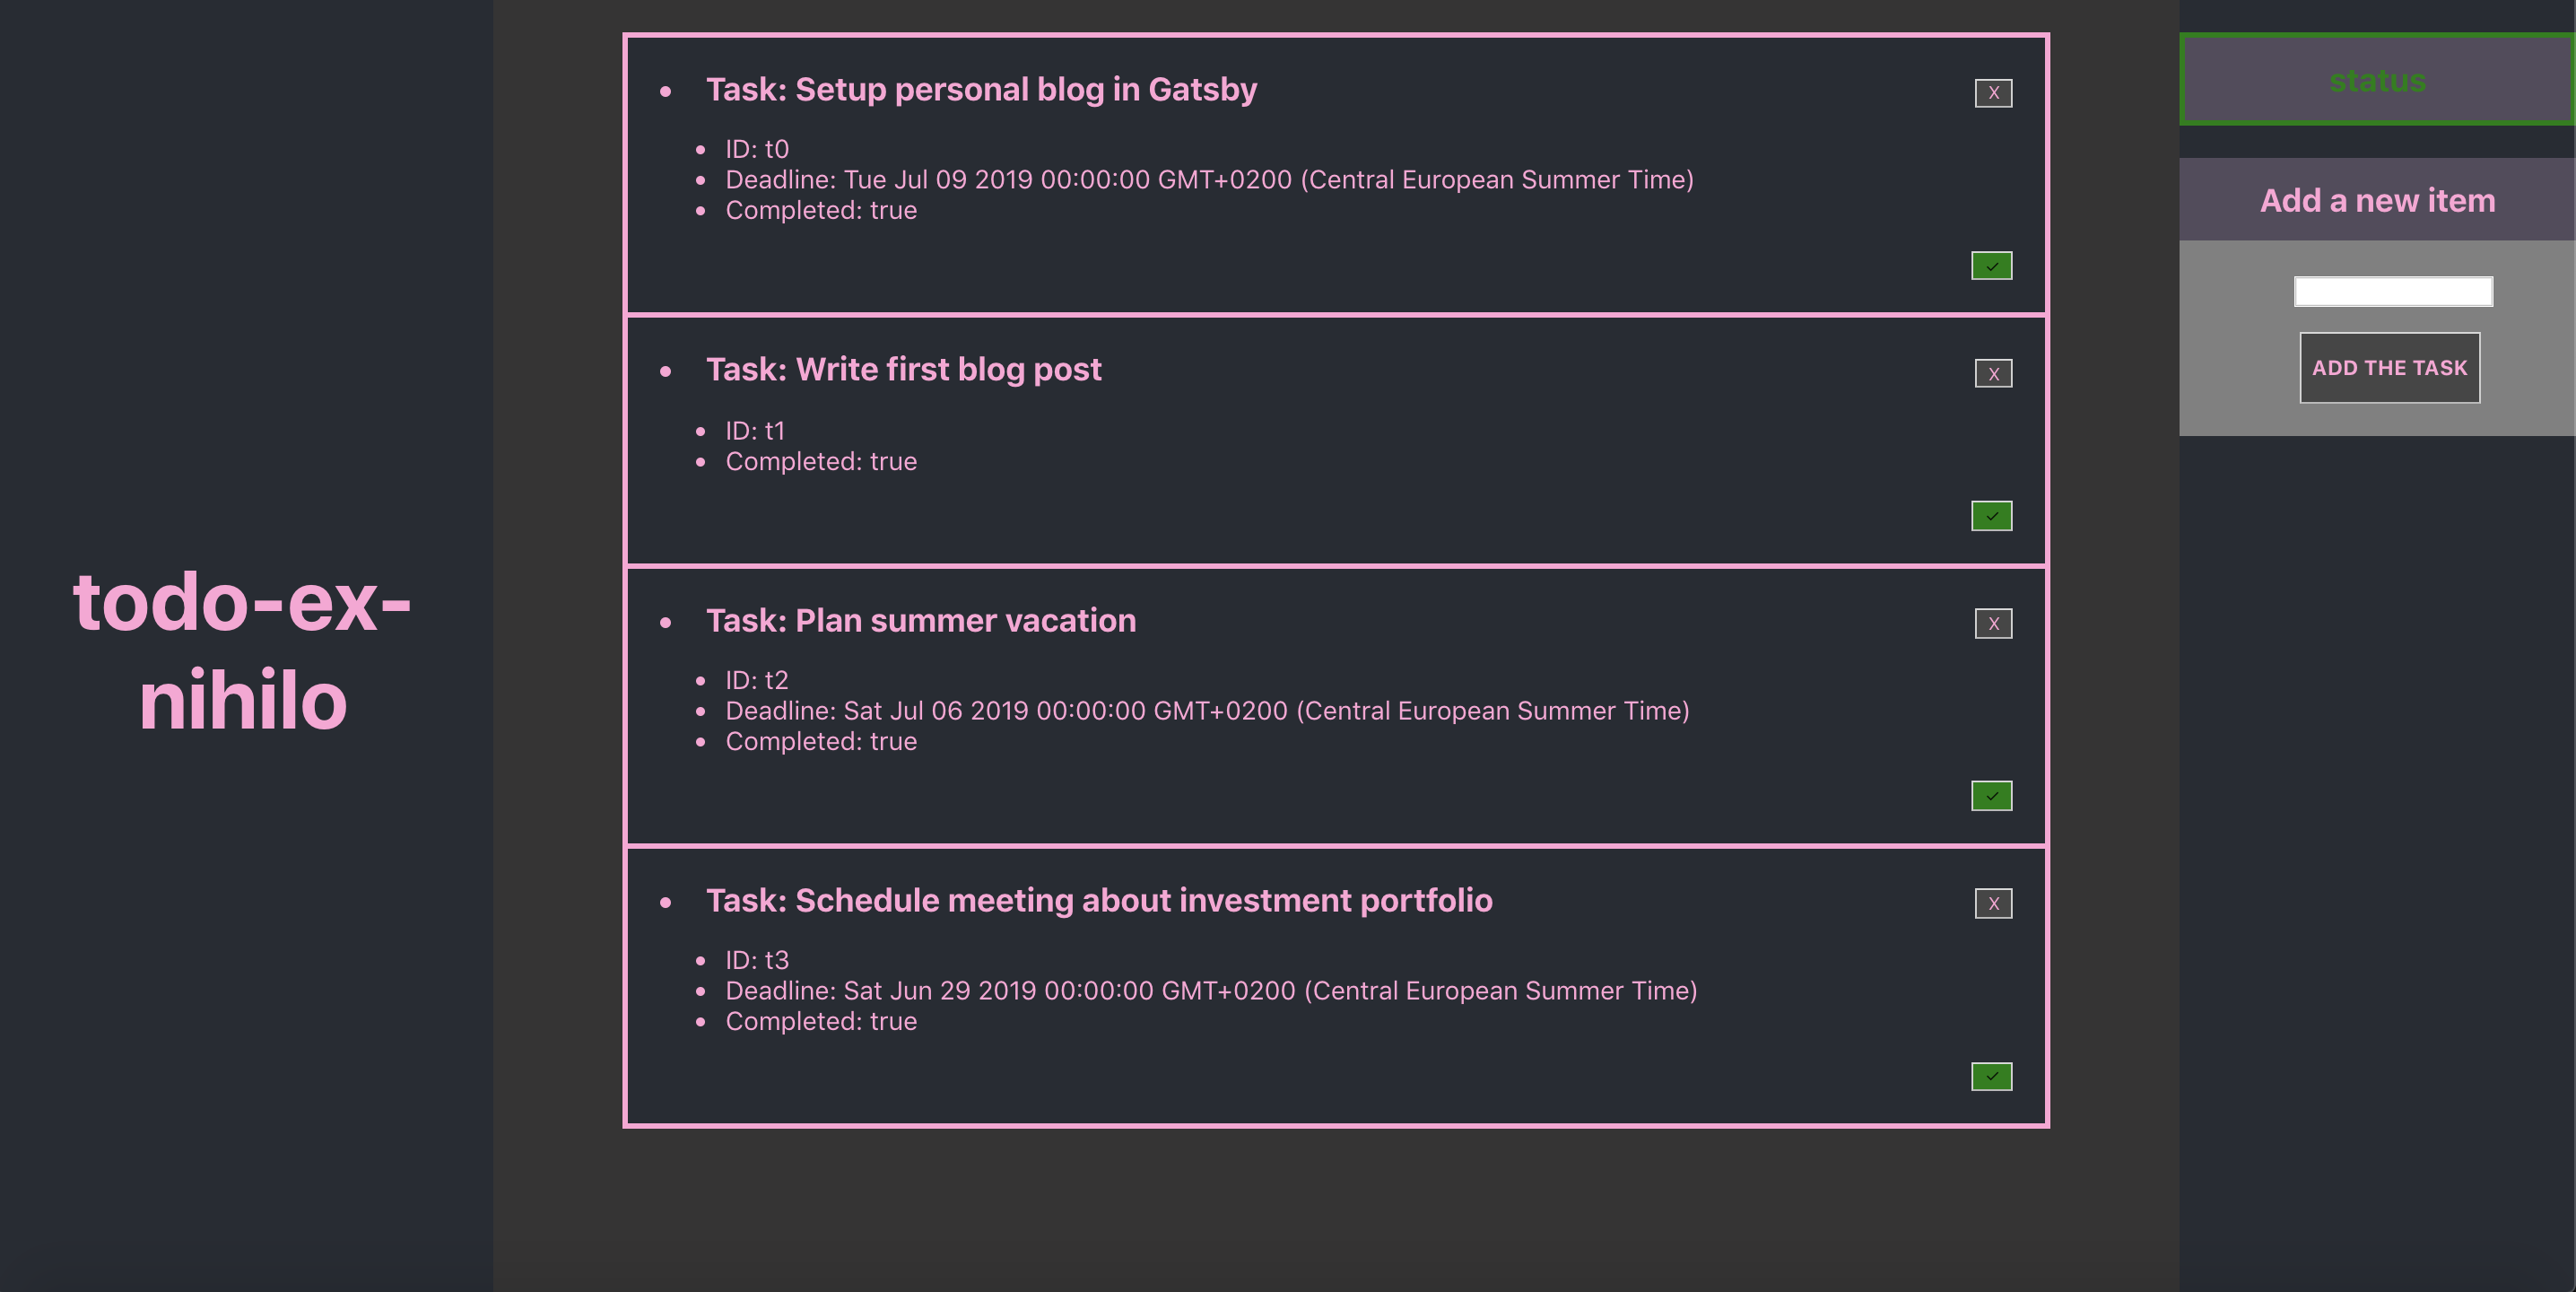 todo-ex-
nihilo
Task: Setup personal blog in Gatsby
X
ID: t0
Deadline: Tue Jul 09 2019 00:00:00 GMT+0200 (Central European Summer Time)
Completed: true
✓
Task: Write first blog post
X
ID: t1
Completed: true
✓
Task: Plan summer vacation
X
ID: t2
Deadline: Sat Jul 06 2019 00:00:00 GMT+0200 (Central European Summer Time)
Completed: true
✓
Task: Schedule meeting about investment portfolio
X
ID: t3
Deadline: Sat Jun 29 2019 00:00:00 GMT+0200 (Central European Summer Time)
Completed: true
✓
status
Add a new item
ADD THE TASK